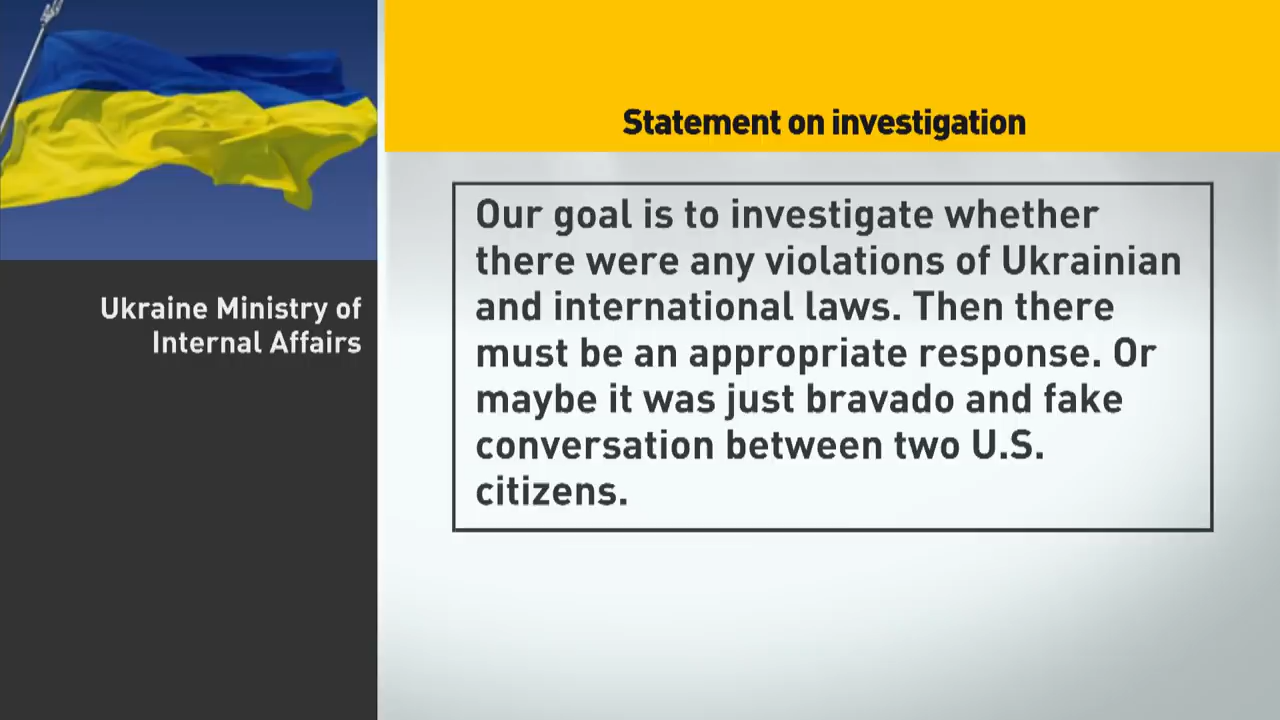 Statement on investigation
Ukraine Ministry of
Internal Affairs
Our goal is to investigate whether
there were any violations of Ukrainian
and international laws. Then there
must be an appropriate response. Or
maybe it was just bravado and fake
conversation between two U.S.
citizens.